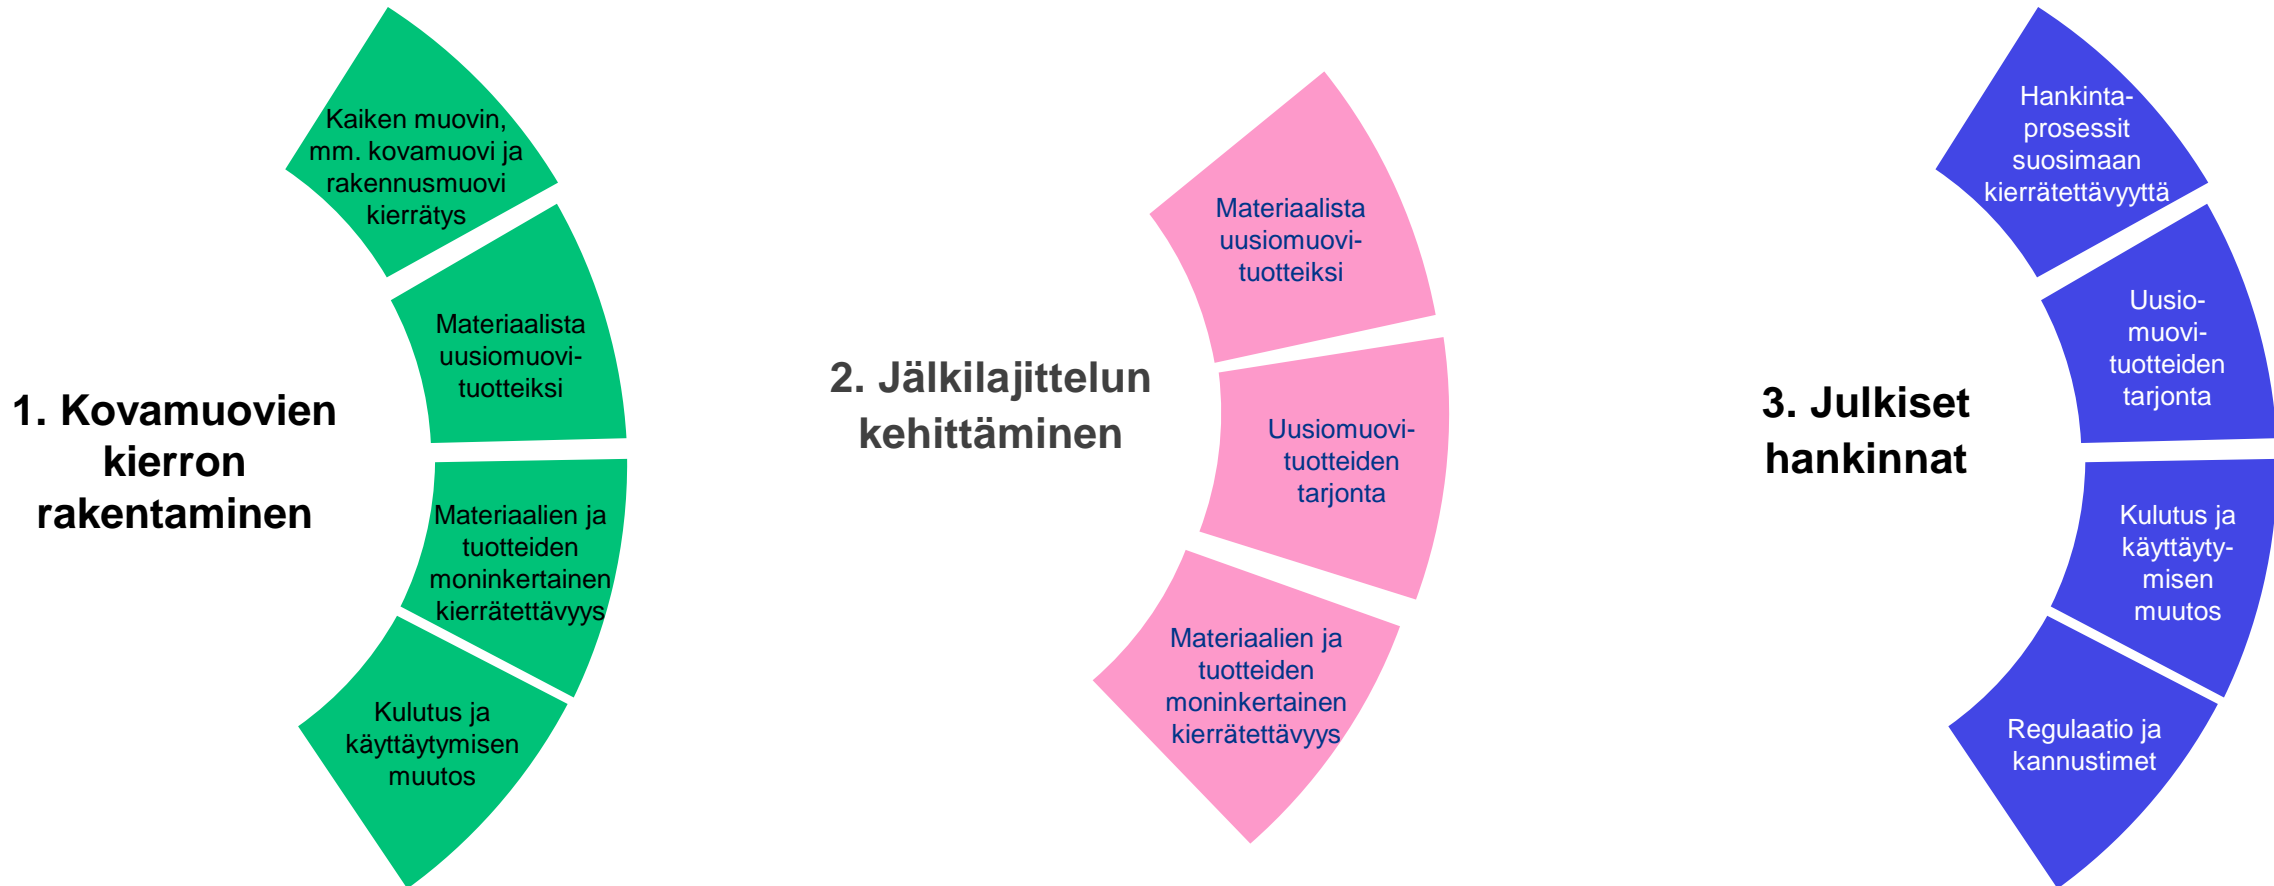 1. Kovamuovien
kierron
rakentaminen
Kaiken muovin,
mm. kovamuovi ja
rakennusmuovi
kierrätys
Materiaalista
uusiomuovi-
tuotteiksi
Materiaalien ja
tuotteiden
moninkertainen
kierrätettävyys
Kulutus ja
käyttäytymisen
muutos
2. Jälkilajittelun
kehittäminen
Materiaalista
uusiomuovi-
tuotteiksi
Uusiomuovi-
tuotteiden
tarjonta
Materiaalien ja
tuotteiden
moninkertainen
kierrätettävyys
3. Julkiset
hankinnat
Hankinta-
prosessit
suosimaan
kierrätettävyyttä
Uusio-
muovi-
tuotteiden
tarjonta
Kulutus ja
käyttäyty-
misen
muutos
Regulaatio ja
kannustimet